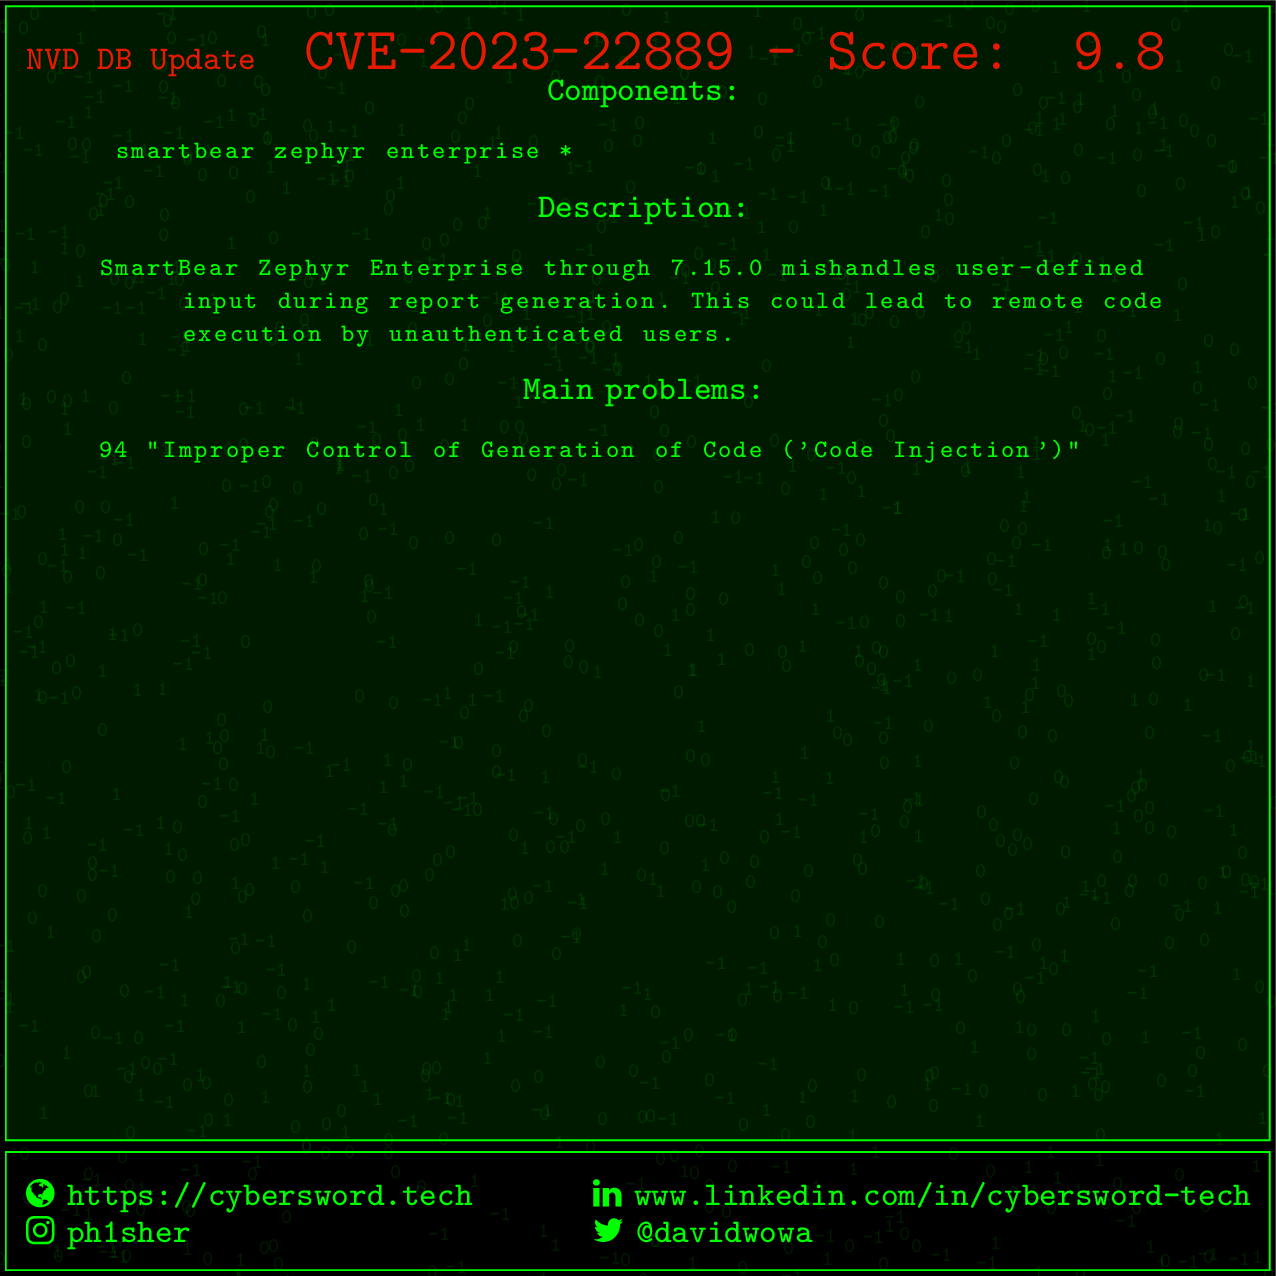 NVD DB Update CVE-2023-22889 - Score: 9.8
Components:
smartbear zephyr enterprise *
Description:
SmartBear Zephyr Enterprise through 7.15.0 mishandles user-defined
input during report generation. This could lead to remote code
execution by unauthenticated users.
Main problems:
94 "Improper Control of Generation of Code ('Code Injection')"
https://cybersword.tech
www.linkedin.com/in/cybersword-tech
ph1sher
@davidwowa